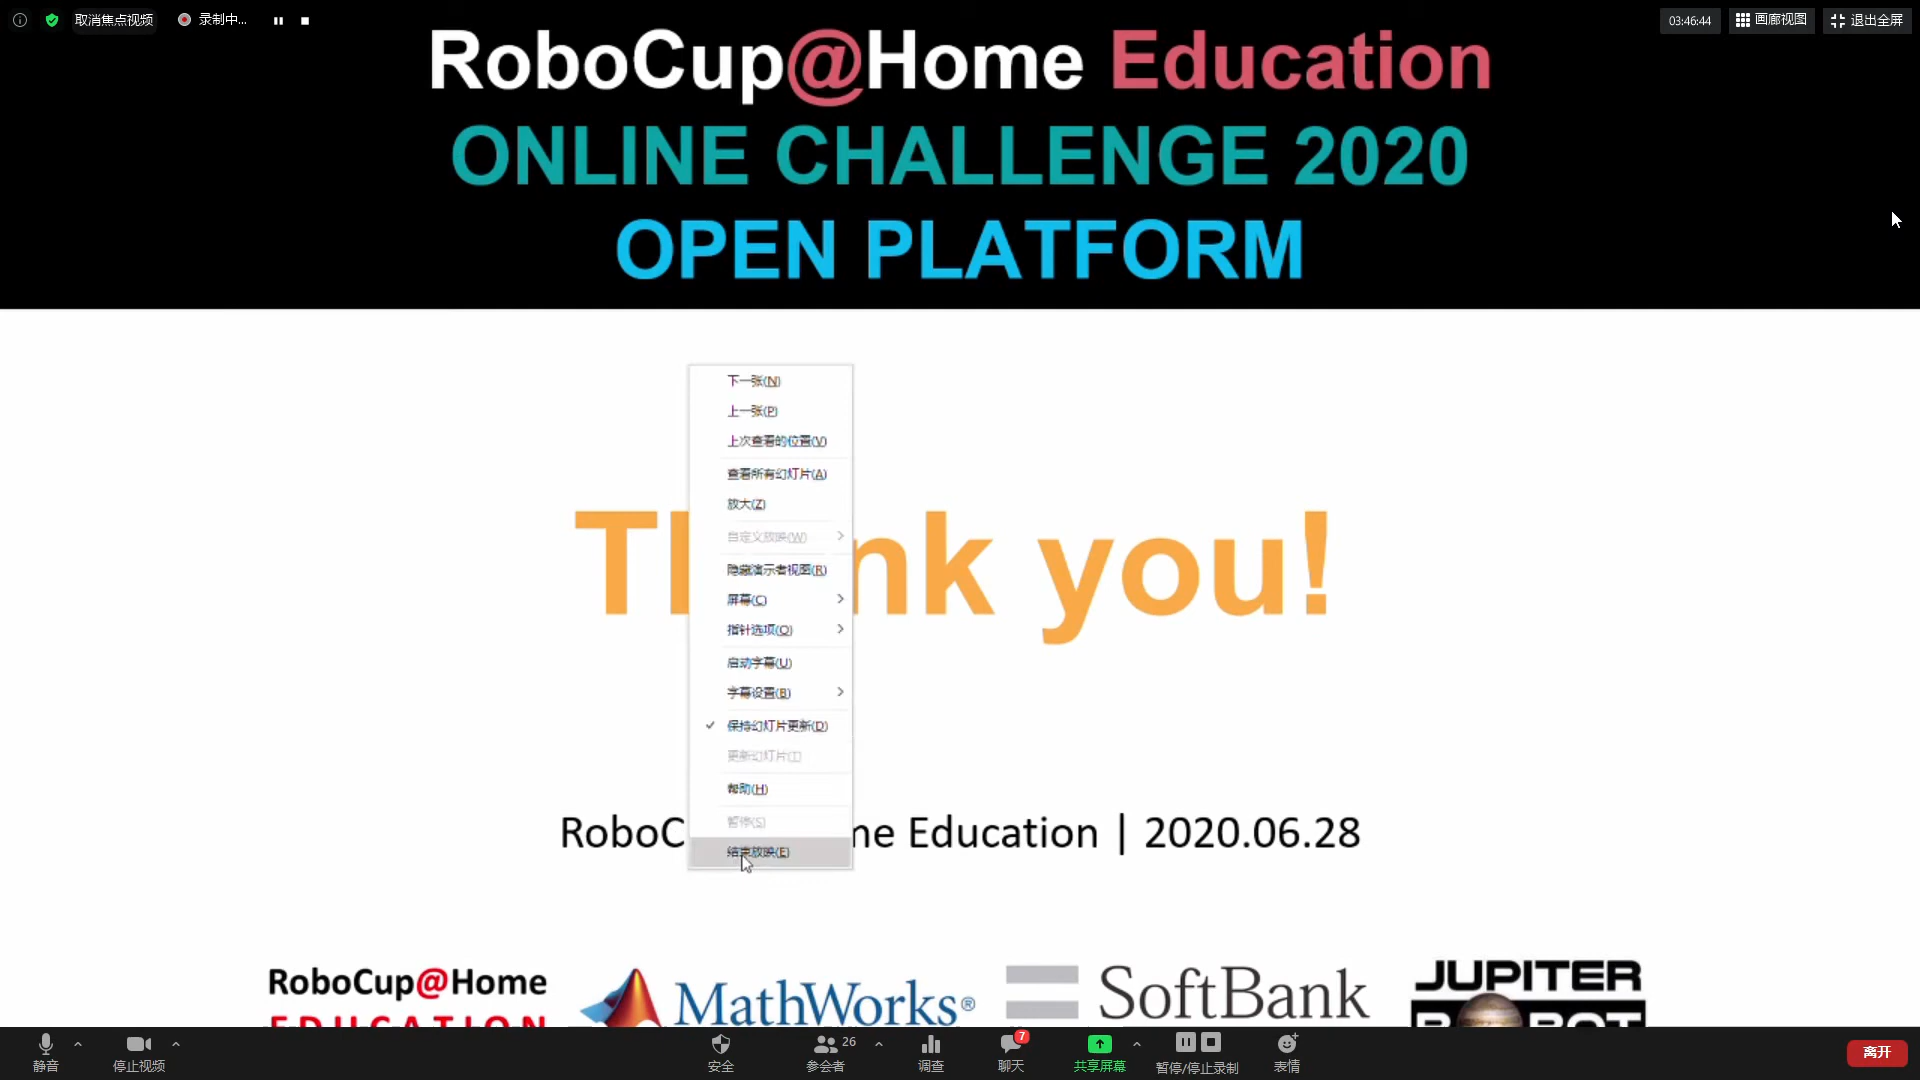 取消焦点视频
录制中...
03:46:44
画廊视图
退出全屏
RoboCup@Home Education
ONLINE CHALLENGE 2020
OPEN PLATFORM
下一张(N)
上一张(P)
上次查看的位置(V)
查看所有幻灯片(A)
放大(Z)
自定义放映(W)
隐藏演示者视图(R)
屏幕(C)
指针选项(O)
启动字幕(U)
字幕设置(B)
保持幻灯片更新(D)
更新幻灯片(T)
帮助(H)
暂停(S)
结束放映(E)
Th nk you!
RoboC me Education | 2020.06.28
RoboCup@Home
EDUCATION
MathWorks®
SoftBank
JUPITER
ROBOT
静音
停止视频
安全
参会者 26
调查
聊天 7
共享屏幕
暂停/停止录制
表情
离开